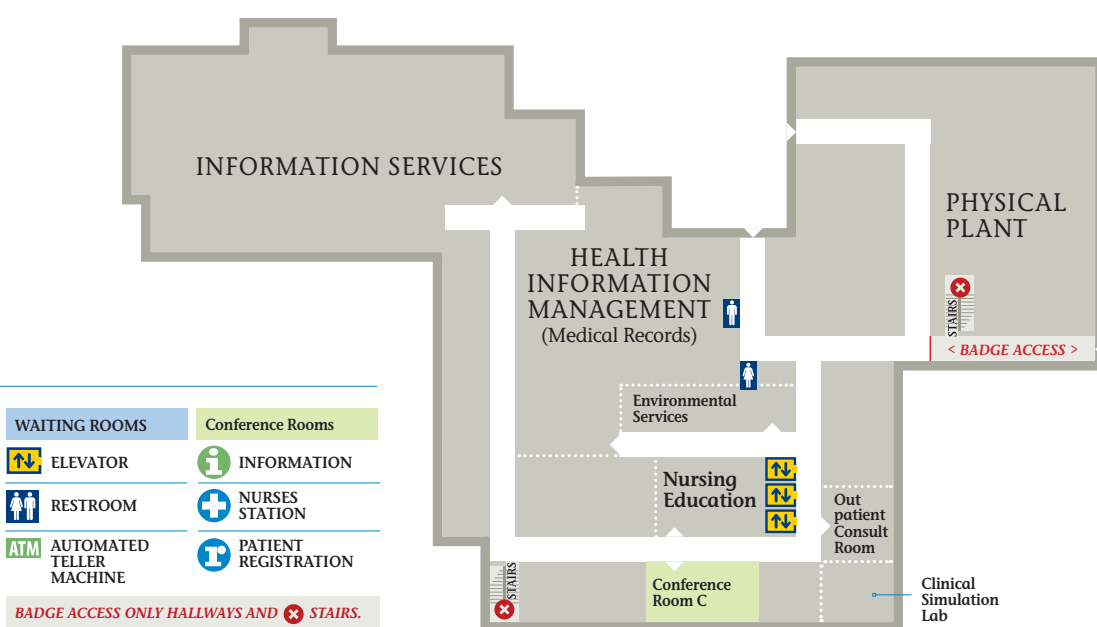 INFORMATION SERVICES
PHYSICAL
PLANT
HEALTH
INFORMATION
MANAGEMENT
(Medical Records)
STAIRS
< BADGE ACCESS >
Environmental
Services
Nursing
Education
Out
patient
Consult
Room
STAIRS
Conference
Room C
Clinical
Simulation
Lab
WAITING ROOMS
Conference Rooms
ELEVATOR
INFORMATION
RESTROOM
NURSES
STATION
ATM
AUTOMATED
TELLER
MACHINE
r
PATIENT
REGISTRATION
BADGE ACCESS ONLY HALLWAYS AND STAIRS.